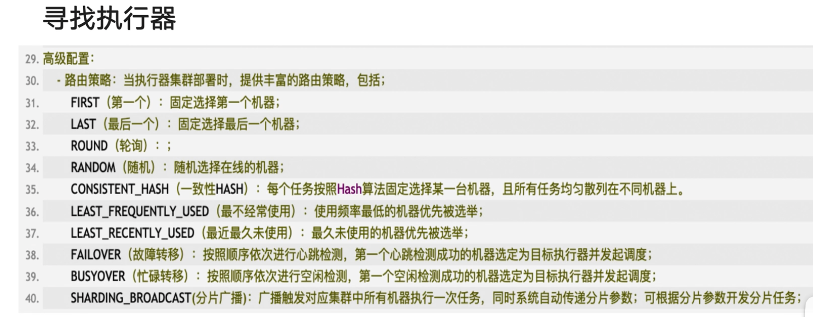 寻找执行器
29. 高级配置：
30. - 路由策略：当执行器集群部署时，提供丰富的路由策略，包括；
31. FIRST（第一个）：固定选择第一个机器；
32. LAST（最后一个）：固定选择最后一个机器；
33. ROUND（轮询）：；
34. RANDOM（随机）：随机选择在线的机器；
35. CONSISTENT_HASH（一致性HASH）：每个任务按照Hash算法固定选择某一台机器，且所有任务均匀散列在不同机器上。
36. LEAST_FREQUENTLY_USED（最不经常使用）：使用频率最低的机器优先被选举；
37. LEAST_RECENTLY_USED（最近最久未使用）：最久未使用的机器优先被选举；
38. FAILOVER（故障转移）：按照顺序依次进行心跳检测，第一个心跳检测成功的机器选定为目标执行器并发起调度；
39. BUSYOVER（忙碌转移）：按照顺序依次进行空闲检测，第一个空闲检测成功的机器选定为目标执行器并发起调度；
40. SHARDING_BROADCAST(分片广播)：广播触发对应集群中所有机器执行一次任务，同时系统自动传递分片参数；可根据分片参数开发分片任务；